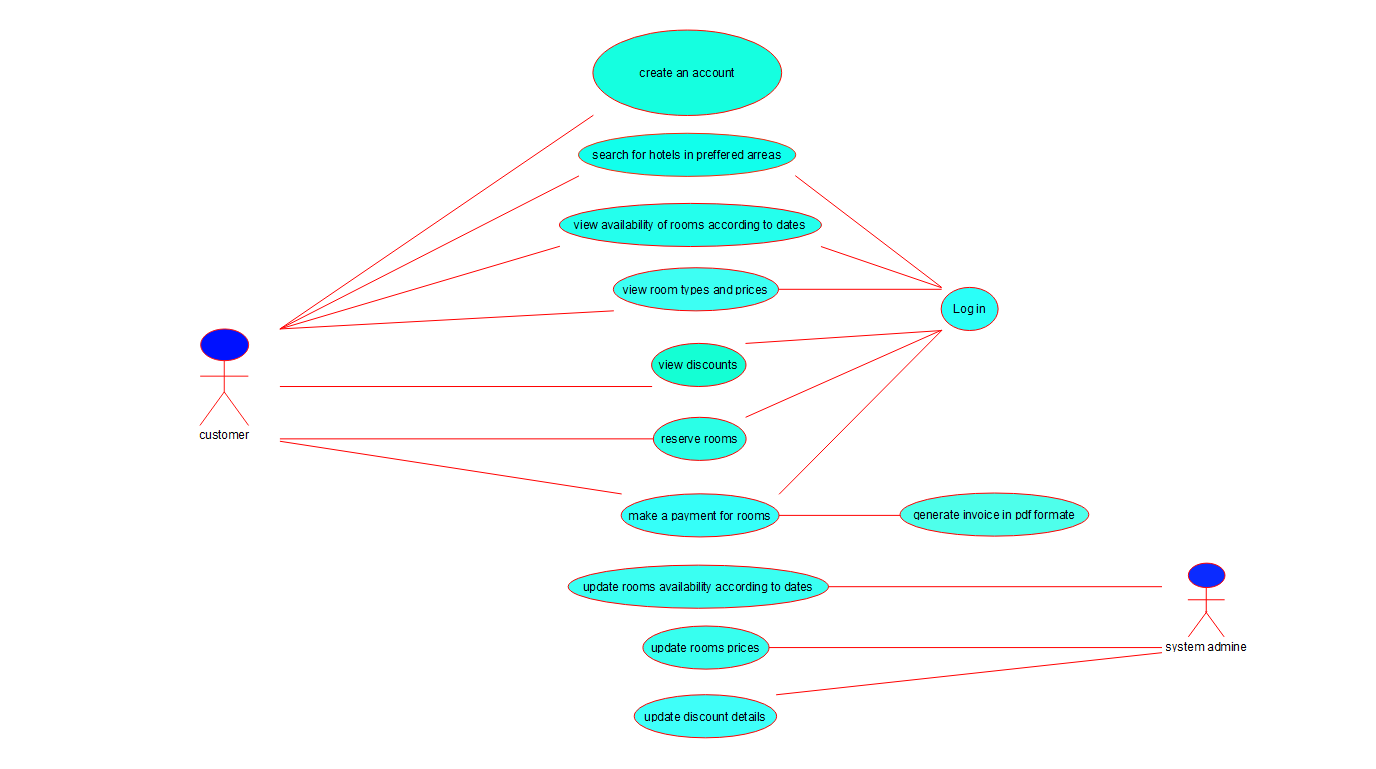 create an account
search for hotels in preffered arreas
view availability of rooms according to dates
view room types and prices
Log in
view discounts
customer
reserve rooms
make a payment for rooms
generate invoice in pdf formate
update rooms availability according to dates
update rooms prices
system admine
update discount details